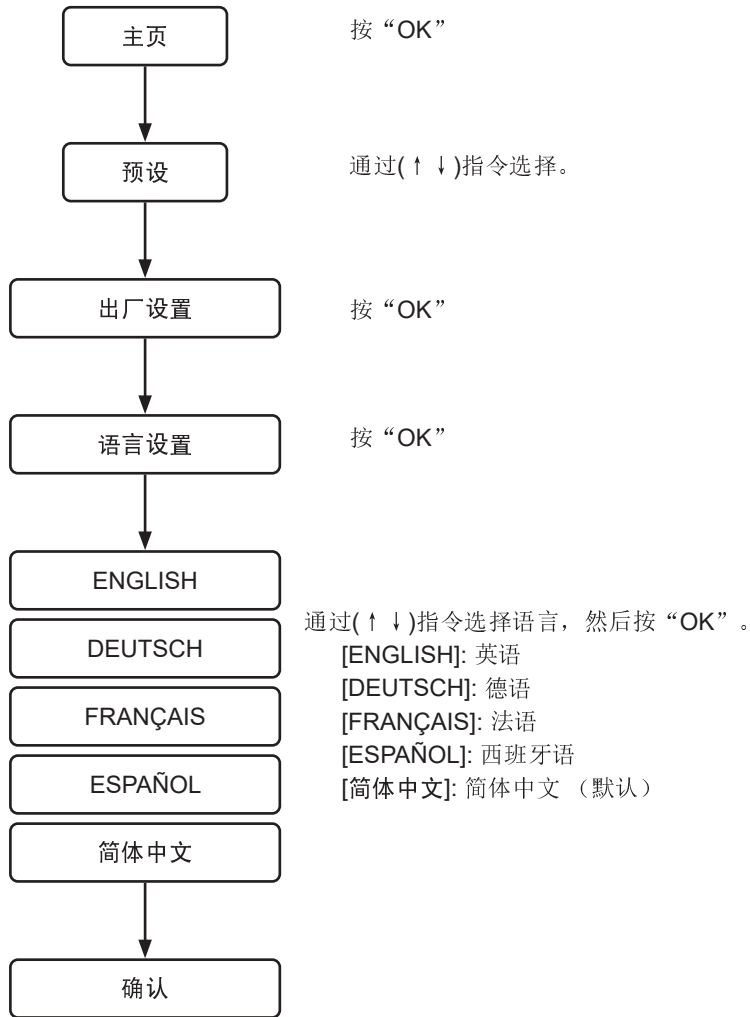 主页 按“OK”
预设 通过(↑↓)指令选择。
出厂设置 按“OK”
语言设置 按“OK”
ENGLISH
DEUTSCH
FRANÇAIS
ESPAÑOL
简体中文
通过(↑↓)指令选择语言，然后按“OK”。
[ENGLISH]: 英语
[DEUTSCH]: 德语
[FRANÇAIS]: 法语
[ESPAÑOL]: 西班牙语
[简体中文]: 简体中文 （默认）
确认